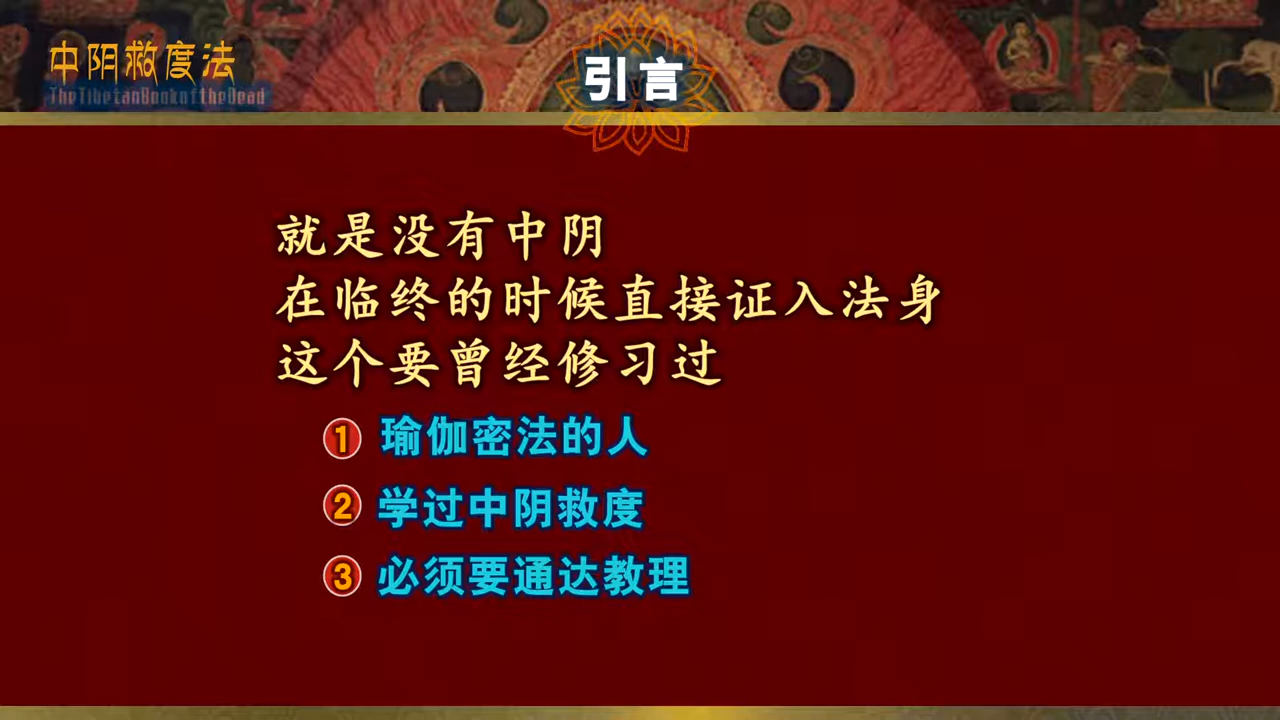 中阴救度法
TheTibetanBookoftheDead
引言
就是没有中阴
在临终的时候直接证入法身
这个要曾经修习过
① 瑜伽密法的人
② 学过中阴救度
③ 必须要通达教理